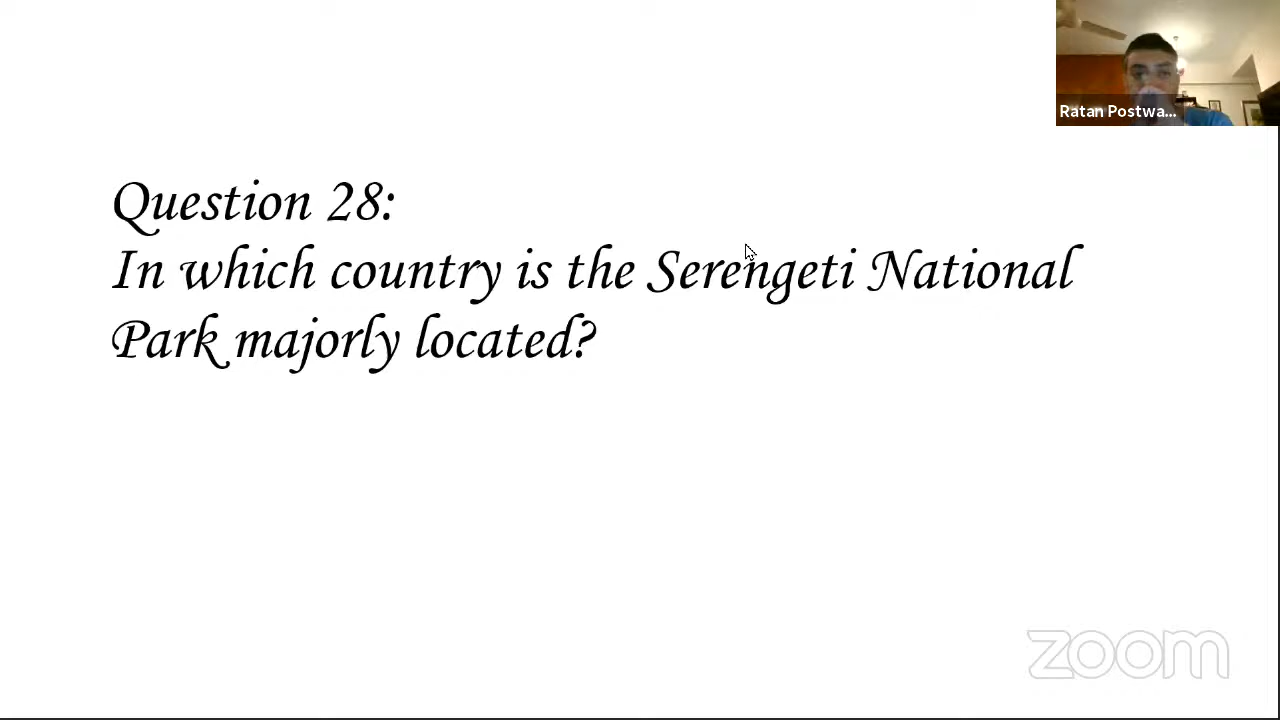 Ratan Postwa...
Question 28:
In which country is the Serengeti National
Park majorly located?
zoom